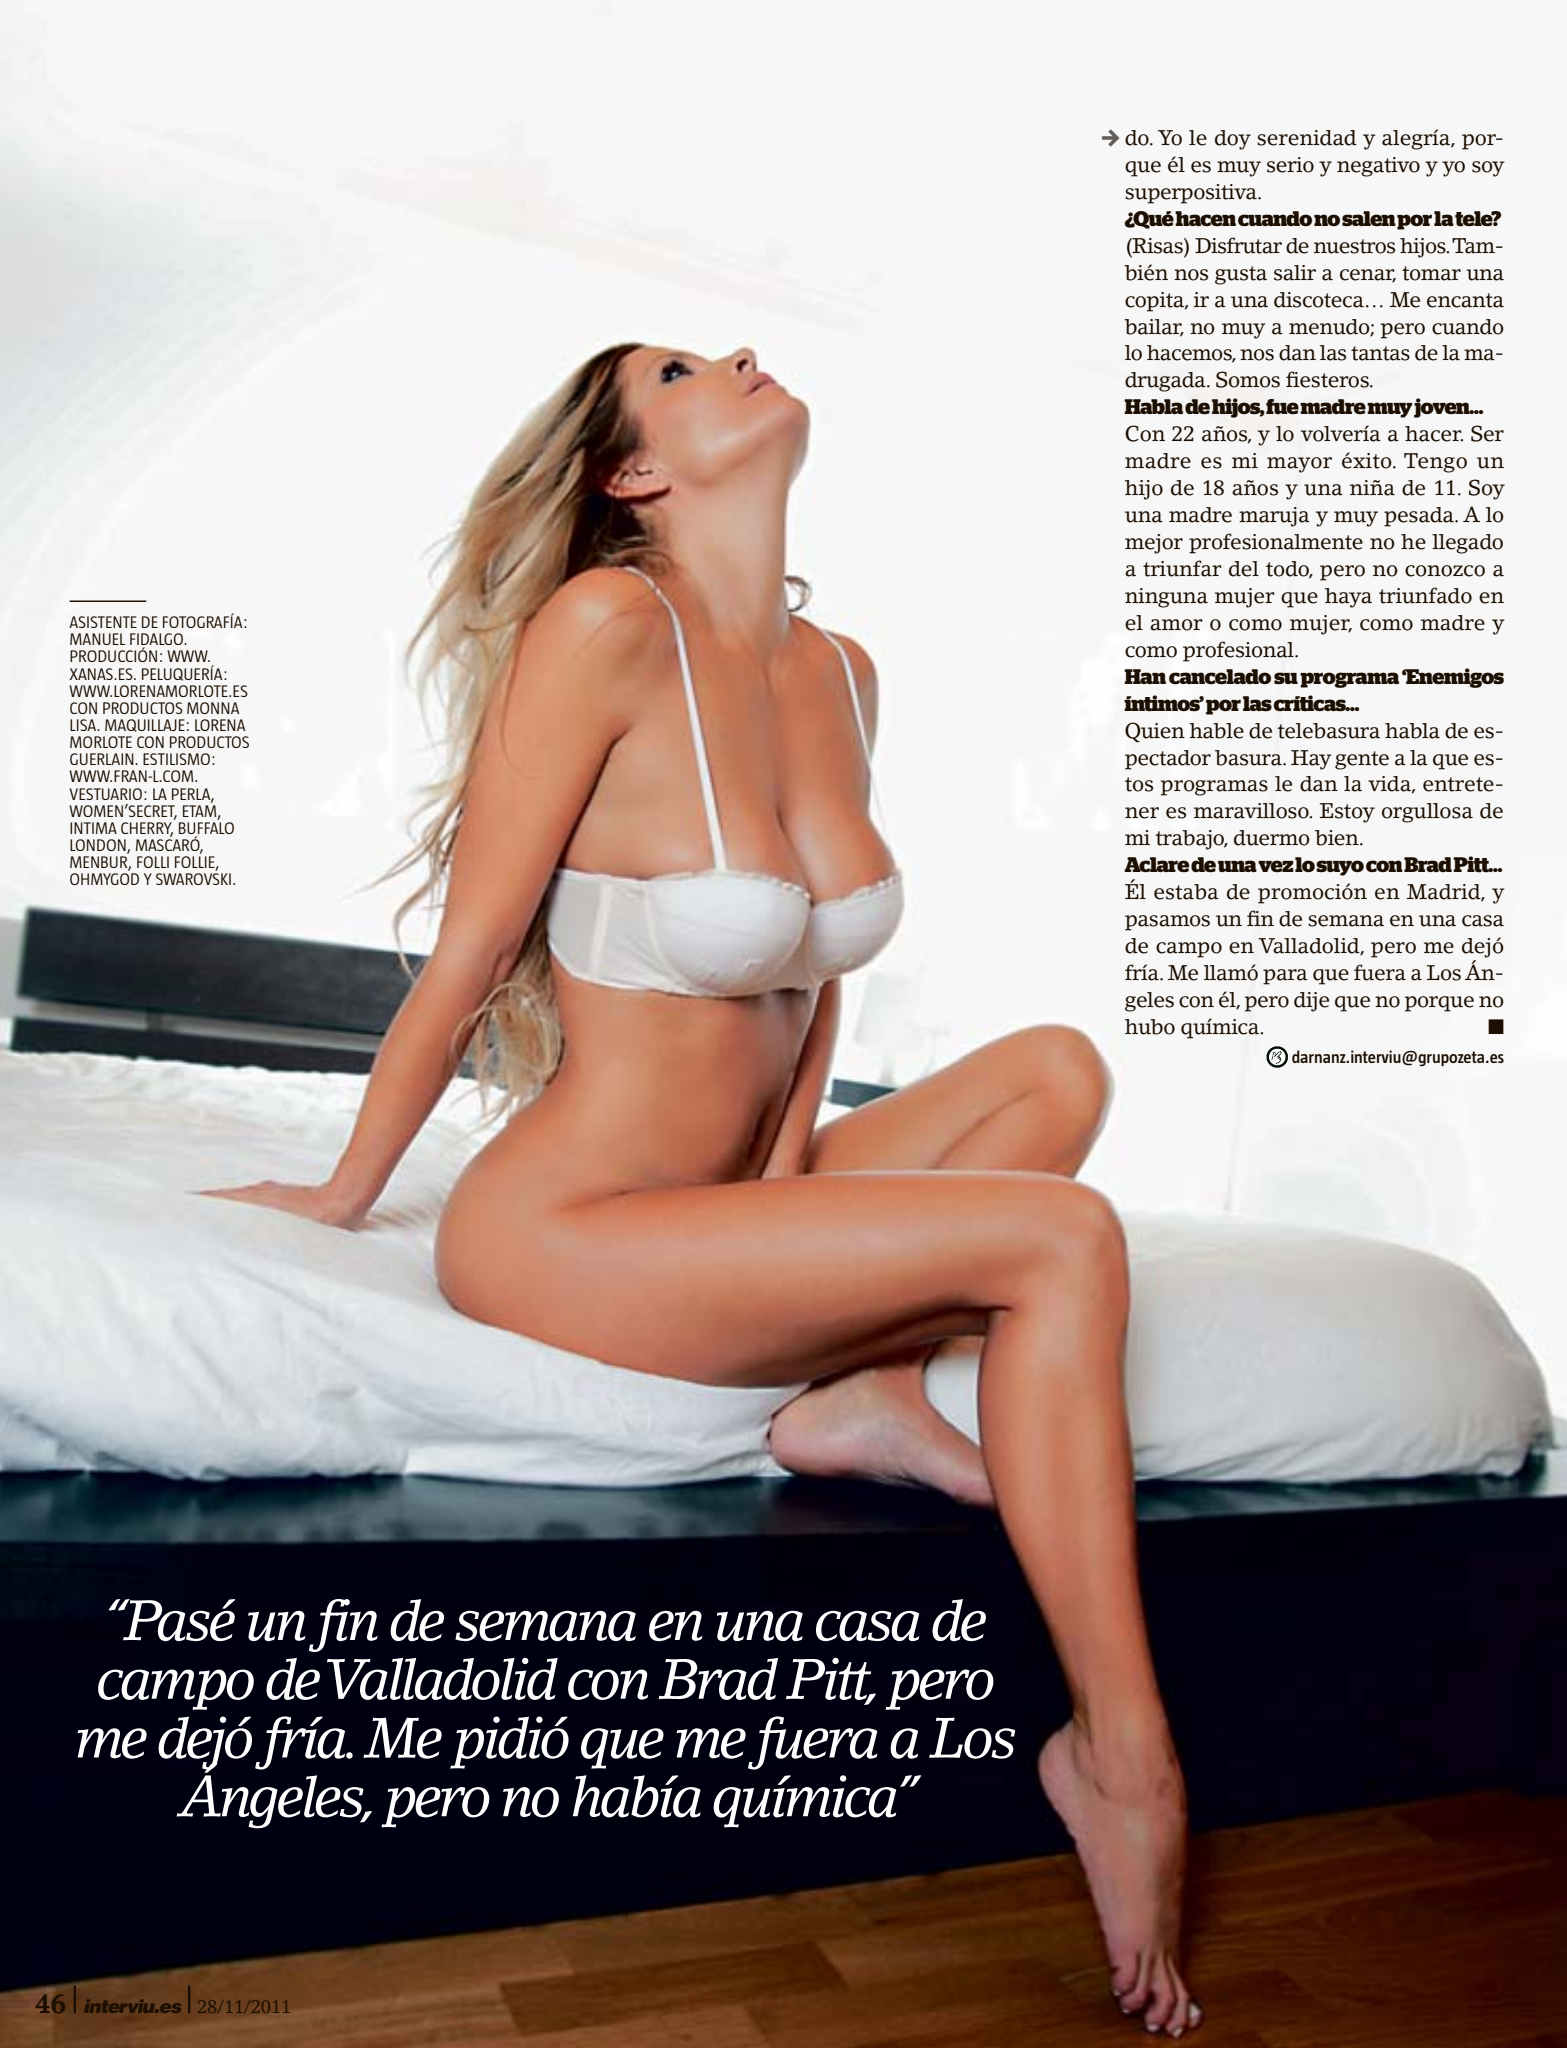 do. Yo le doy serenidad y alegría, por-
que él es muy serio y negativo y yo soy
superpositiva.
¿Qué hacen cuando no salen por la tele?
(Risas) Disfrutar de nuestros hijos. Tam-
bién nos gusta salir a cenar, tomar una
copita, ir a una discoteca… Me encanta
bailar, no muy a menudo; pero cuando
lo hacemos, nos dan las tantas de la ma-
drugada. Somos fiesteros.
Habla de hijos, fue madre muy joven...
Con 22 años, y lo volvería a hacer. Ser
madre es mi mayor éxito. Tengo un
hijo de 18 años y una niña de 11. Soy
una madre maruja y muy pesada. A lo
mejor profesionalmente no he llegado
a triunfar del todo, pero no conozco a
ninguna mujer que haya triunfado en
el amor o como mujer, como madre y
como profesional.
Han cancelado su programa ‘Enemigos
íntimos’ por las críticas...
Quien hable de telebasura habla de es-
pectador basura. Hay gente a la que es-
tos programas le dan la vida, entrete-
ner es maravilloso. Estoy orgullosa de
mi trabajo, duermo bien.
Aclare de una vez lo suyo con Brad Pitt...
Él estaba de promoción en Madrid, y
pasamos un fin de semana en una casa
de campo en Valladolid, pero me dejó
fría. Me llamó para que fuera a Los Án-
geles con él, pero dije que no porque no
hubo química.
darnanz.interviu@grupozeta.es
ASISTENTE DE FOTOGRAFÍA:
MANUEL FIDALGO.
PRODUCCIÓN: WWW.
XANAS.ES. PELUQUERÍA:
WWW.LORENAMORLOTE.ES
CON PRODUCTOS MONNA
LISA. MAQUILLAJE: LORENA
MORLOTE CON PRODUCTOS
GUERLAIN. ESTILISMO:
WWW.FRAN-L.COM.
VESTUARIO: LA PERLA,
WOMEN’SECRET, ETAM,
INTIMA CHERRY, BUFFALO
LONDON, MASCARÓ,
MENBUR, FOLLI FOLLIE,
OHMYGOD Y SWAROVSKI.
“Pasé un fin de semana en una casa de
campo de Valladolid con Brad Pitt, pero
me dejó fría. Me pidió que me fuera a Los
Ángeles, pero no había química”
46 | interviu.es | 28/11/2011